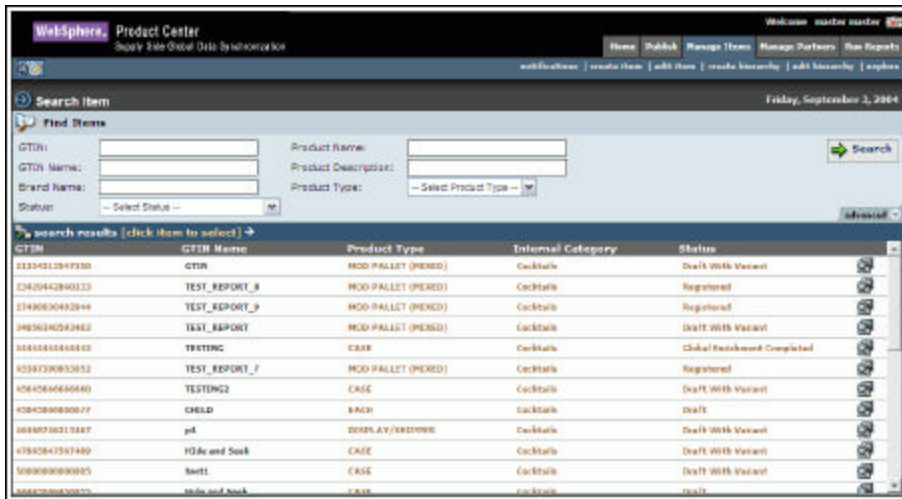 WebSphere. Product Center
Supply Side Global Data Synchronization
Welcome master master
Home Publish Manage Items Manage Partners Run Reports
notifications | create item | edit item | create hierarchy | edit hierarchy | explore
Search Item
Friday, September 3, 2004
Find Items
GTIN: Product Name: Search
GTIN Name: Product Description:
Brand Name: Product Type: -- Select Product Type --
Status: -- Select Status --
advanced
search results [click item to select]
GTIN GTIN Name Product Type Internal Category Status
GTIN MOD PALLET (MIXED) Cocktails Draft With Variant
TEST_REPORT_8 MOD PALLET (MIXED) Cocktails Registered
TEST_REPORT_9 MOD PALLET (MIXED) Cocktails Registered
TEST_REPORT MOD PALLET (MIXED) Cocktails Draft With Variant
TESTING CASE Cocktails Global Enrichment Completed
TEST_REPORT_7 MOD PALLET (MIXED) Cocktails Registered
TESTING2 CASE Cocktails Draft With Variant
CHILD EACH Cocktails Draft
p4 DISPLAY/SHIPPER Cocktails Draft With Variant
Hide and Seek CASE Cocktails Draft With Variant
test1 CASE Cocktails Draft With Variant
Hide and Seek CASE Cocktails Draft